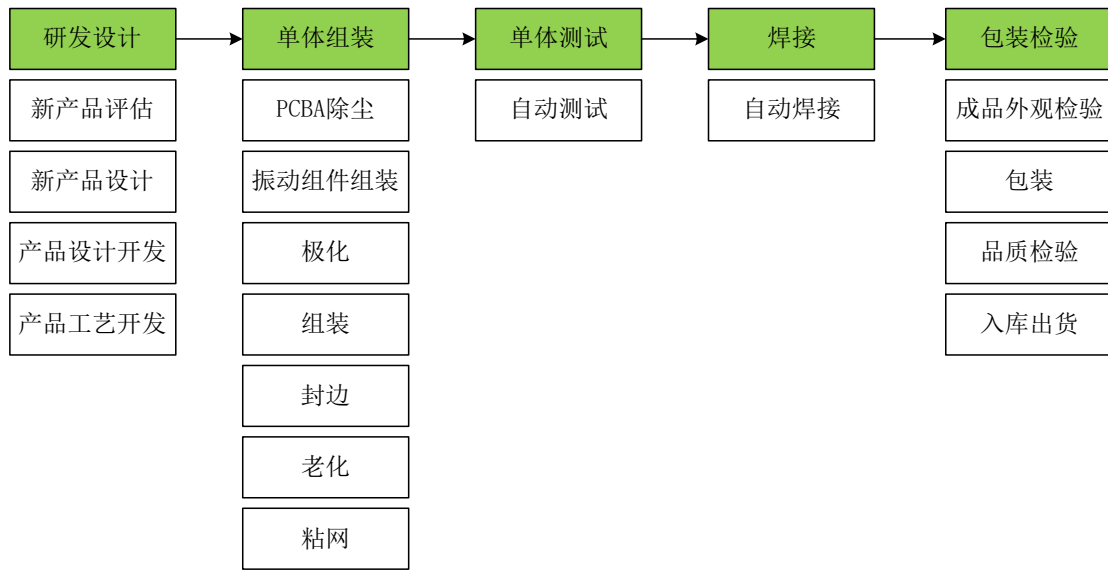 研发设计
单体组装
单体测试
焊接
包装检验
新产品评估
新产品设计
产品设计开发
产品工艺开发
PCBA除尘
振动组件组装
极化
组装
封边
老化
粘网
自动测试
自动焊接
成品外观检验
包装
品质检验
入库出货